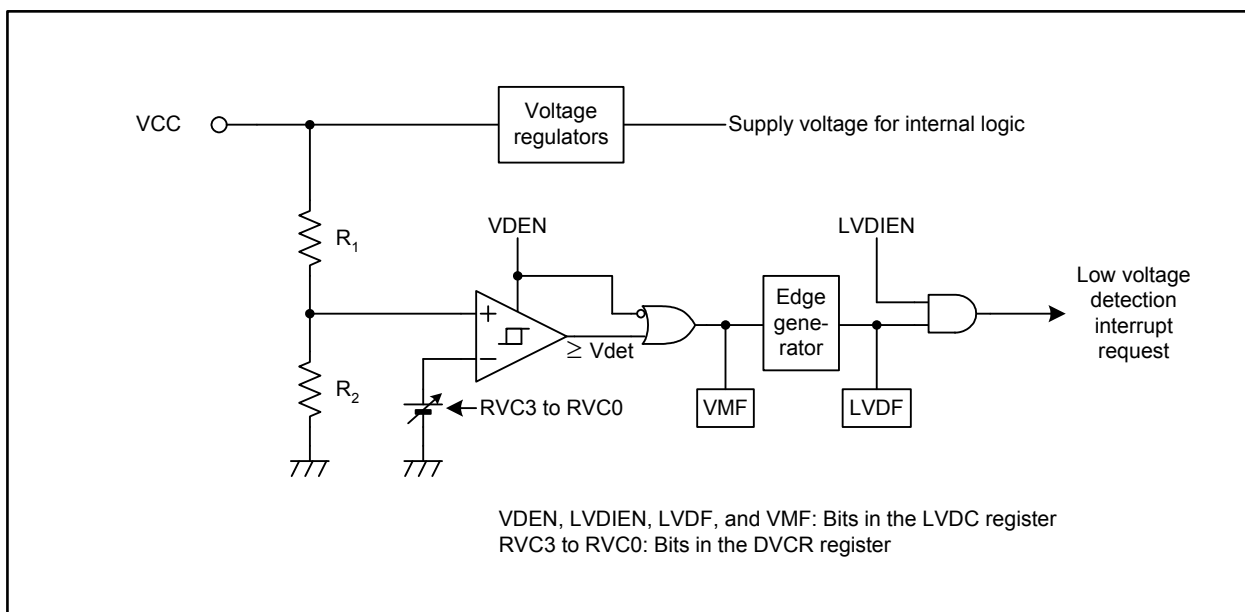 VCC
Voltage
regulators
Supply voltage for internal logic
R1
VDEN
LVDIEN
Low voltage
detection
interrupt
request
+
−
≥ Vdet
Edge
gene-
rator
R2
RVC3 to RVC0
VMF
LVDF
VDEN, LVDIEN, LVDF, and VMF: Bits in the LVDC register
RVC3 to RVC0: Bits in the DVCR register